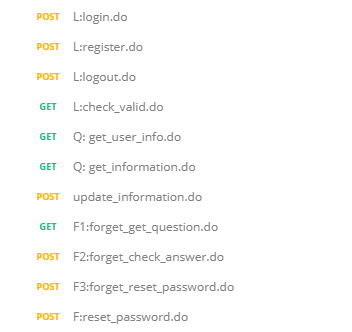 POST L:login.do
POST L:register.do
POST L:logout.do
GET L:check_valid.do
GET Q: get_user_info.do
GET Q: get_information.do
POST update_information.do
GET F1:forget_get_question.do
POST F2:forget_check_answer.do
POST F3:forget_reset_password.do
POST F:reset_password.do